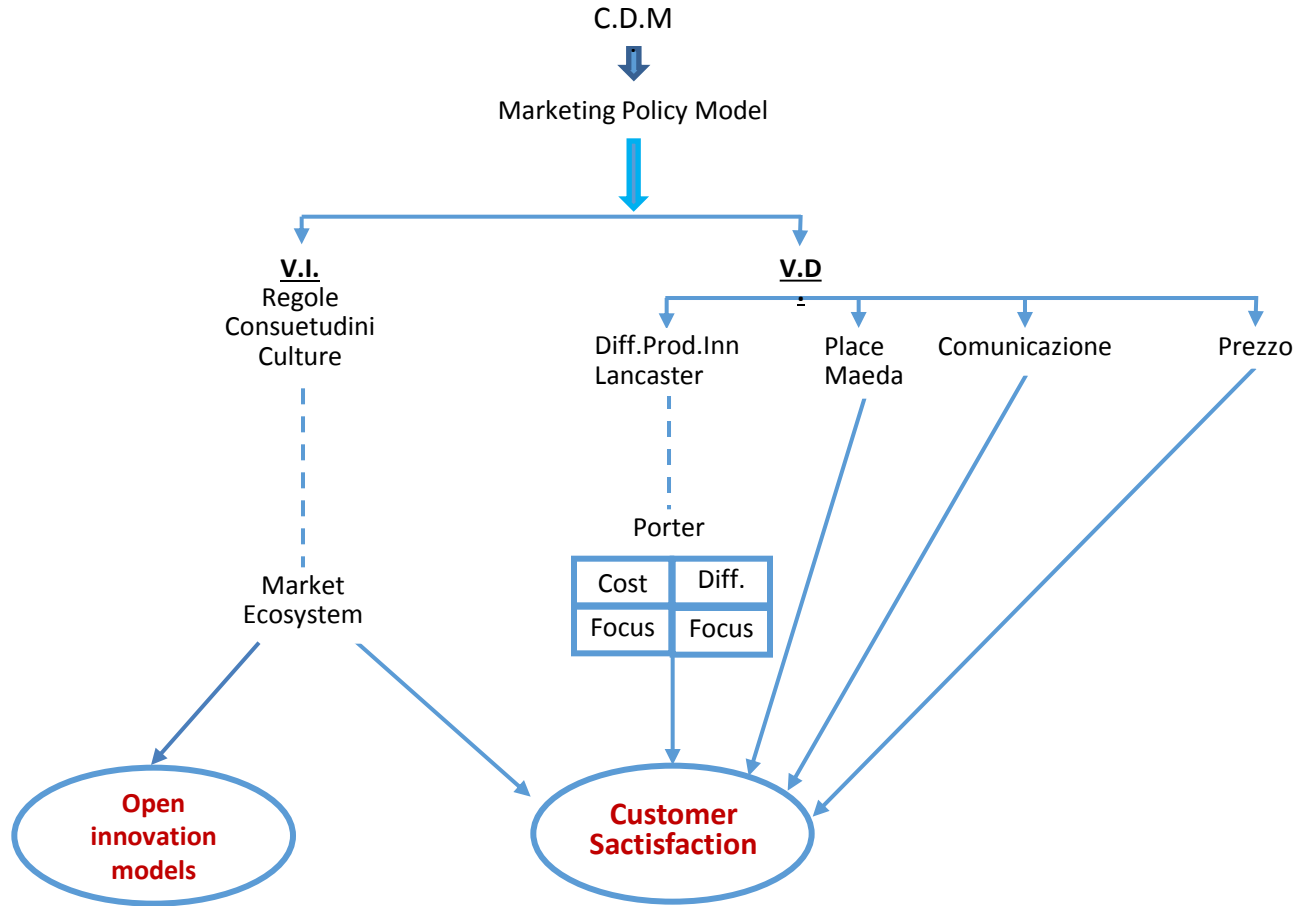 C.D.M
Marketing Policy Model
V.I.
Regole
Consuetudini
Culture
V.D
.
Diff.Prod.Inn
Lancaster
Place
Maeda
Comunicazione
Prezzo
Porter
Cost
Diff.
Focus
Focus
Market
Ecosystem
Open
innovation
models
Customer
Sactisfaction